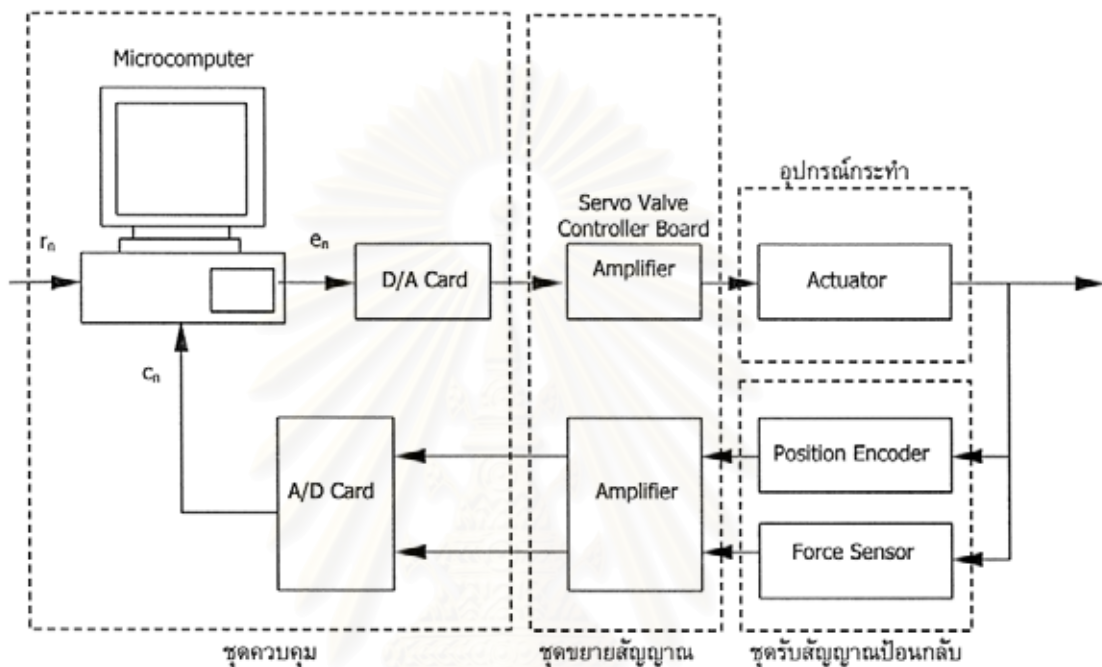 Microcomputer
อุปกรณ์กระทำ
Servo Valve
Controller Board
rₙ
eₙ
D/A Card
Amplifier
Actuator
cₙ
A/D Card
Amplifier
Position Encoder
Force Sensor
ชุดควบคุม
ชุดขยายสัญญาณ
ชุดรับสัญญาณป้อนกลับ